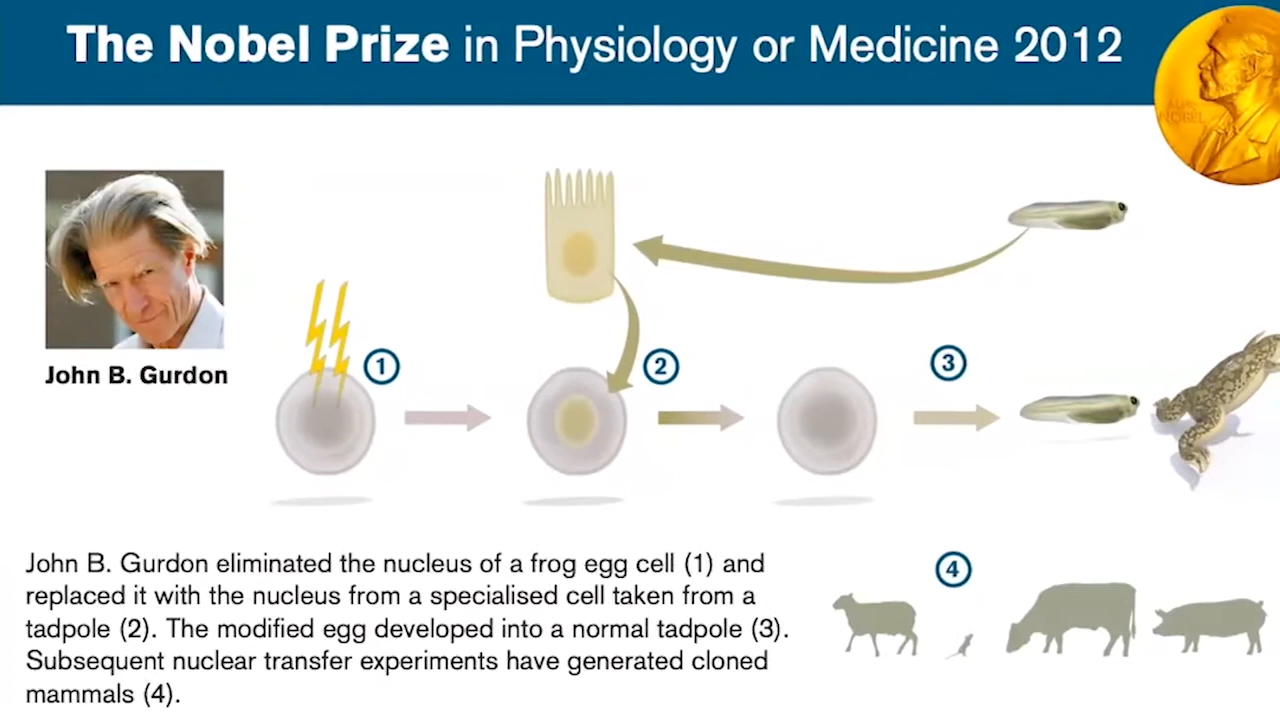 The Nobel Prize in Physiology or Medicine 2012
ALFR.
NOBEL
John B. Gurdon
1
2
3
John B. Gurdon eliminated the nucleus of a frog egg cell (1) and
replaced it with the nucleus from a specialised cell taken from a
tadpole (2). The modified egg developed into a normal tadpole (3).
Subsequent nuclear transfer experiments have generated cloned
mammals (4).
4